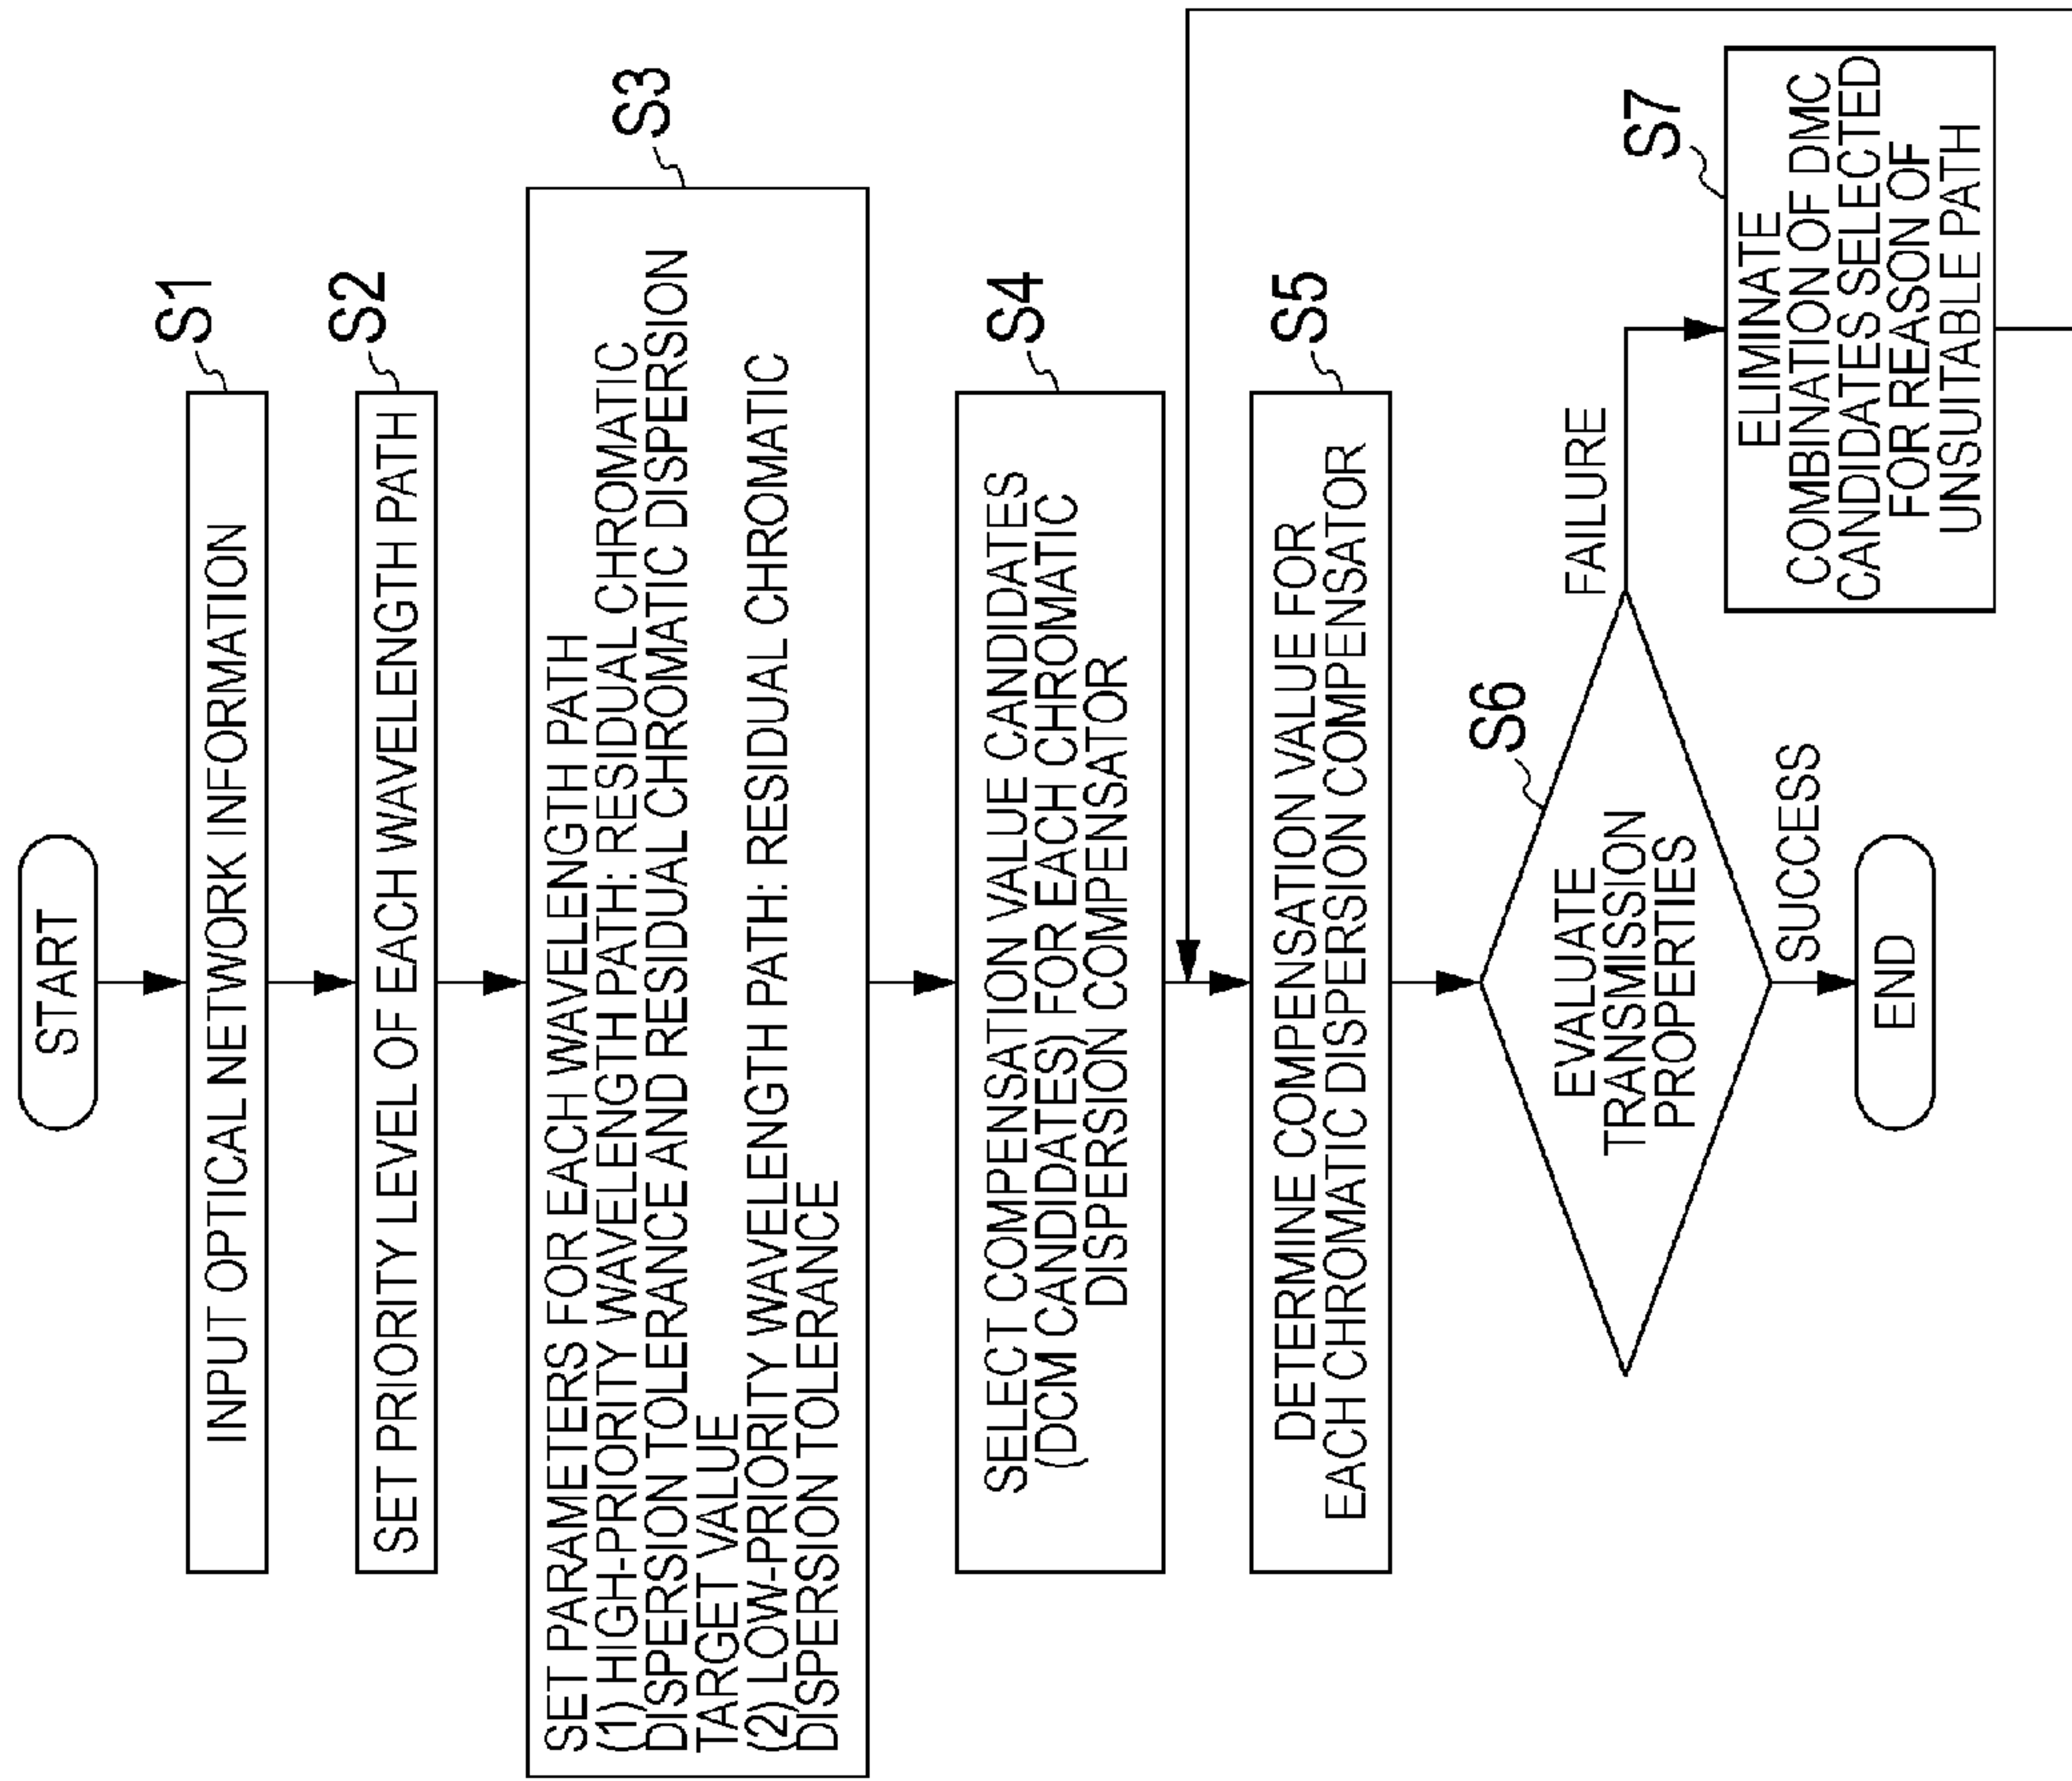 START
S1
INPUT OPTICAL NETWORK INFORMATION
S2
SET PRIORITY LEVEL OF EACH WAVELENGTH PATH
S3
SET PARAMETERS FOR EACH WAVELENGTH PATH
(1) HIGH-PRIORITY WAVELENGTH PATH: RESIDUAL CHROMATIC
DISPERSION TOLERANCE AND RESIDUAL CHROMATIC DISPERSION
TARGET VALUE
(2) LOW-PRIORITY WAVELENGTH PATH: RESIDUAL CHROMATIC
DISPERSION TOLERANCE
S4
SELECT COMPENSATION VALUE CANDIDATES
(DCM CANDIDATES) FOR EACH CHROMATIC
DISPERSION COMPENSATOR
S5
DETERMINE COMPENSATION VALUE FOR
EACH CHROMATIC DISPERSION COMPENSATOR
S6
EVALUATE
TRANSMISSION
PROPERTIES
FAILURE
S7
ELIMINATE
COMBINATION OF DMC
CANDIDATES SELECTED
FOR REASON OF
UNSUITABLE PATH
SUCCESS
END